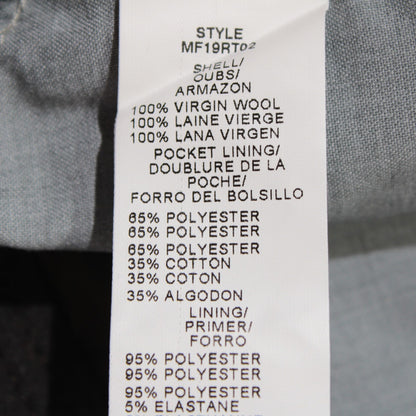 STYLE
MF19RT02
SHELL/
OUBS/
ARMAZON
100% VIRGIN WOOL
100% LAINE VIERGE
100% LANA VIRGEN
POCKET LINING/
DOUBLURE DE LA
POCHE/
FORRO DEL BOLSILLO
65% POLYESTER
65% POLYESTER
65% POLYESTER
35% COTTON
35% COTON
35% ALGODON
LINING/
PRIMER/
FORRO
95% POLYESTER
95% POLYESTER
95% POLYESTER
5% ELASTANE